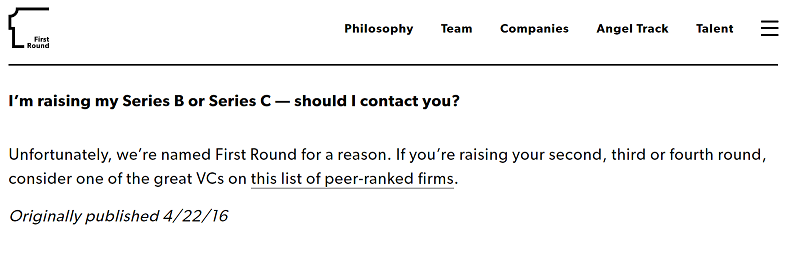 First
Round
Philosophy Team Companies Angel Track Talent
I'm raising my Series B or Series C — should I contact you?
Unfortunately, we're named First Round for a reason. If you're raising your second, third or fourth round,
consider one of the great VCs on this list of peer-ranked firms.
Originally published 4/22/16